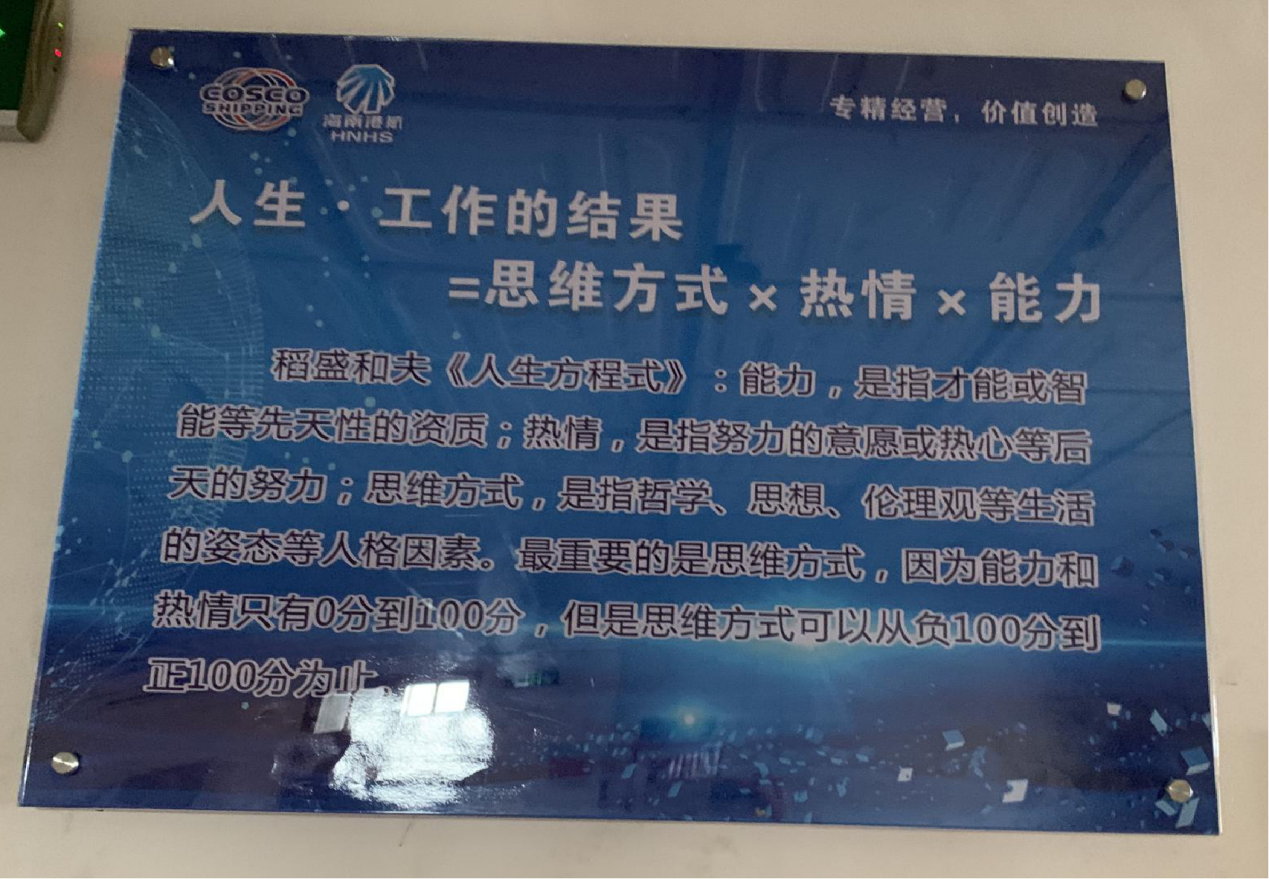 COSCO
SHIPPING
海南港航
HNHS
专精经营，价值创造
人生·工作的结果
=思维方式×热情×能力
稻盛和夫《人生方程式》：能力，是指才能或智
能等先天性的资质；热情，是指努力的意愿或热心等后
天的努力；思维方式，是指哲学、思想、伦理观等生活
的姿态等人格因素。最重要的是思维方式，因为能力和
热情只有0分到100分，但是思维方式可以从负100分到
正100分为止。